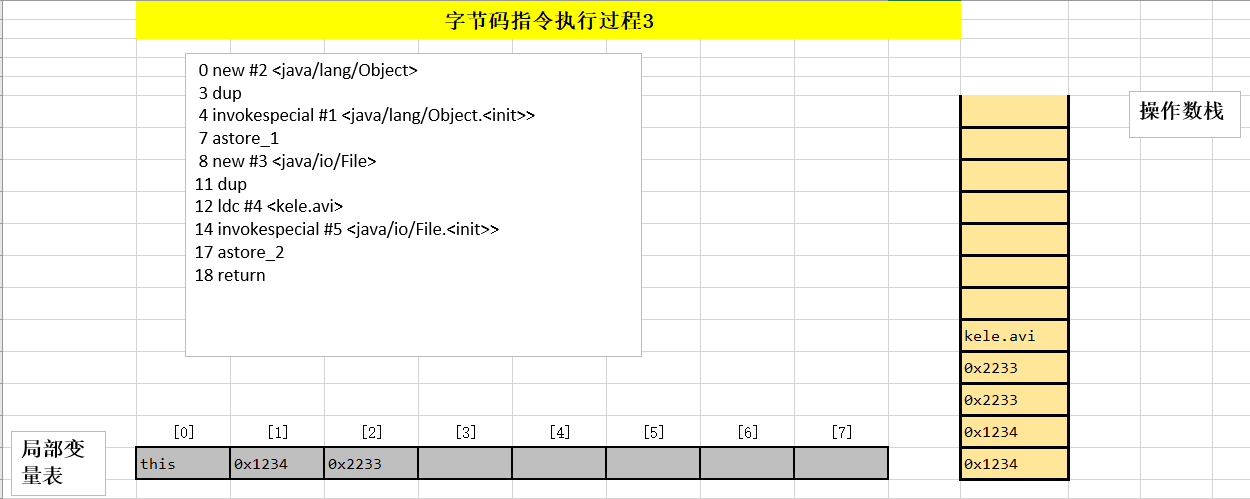 字节码指令执行过程3
0 new #2 <java/lang/Object>
3 dup
4 invokespecial #1 <java/lang/Object.<init>>
7 astore_1
8 new #3 <java/io/File>
11 dup
12 ldc #4 <kele.avi>
14 invokespecial #5 <java/io/File.<init>>
17 astore_2
18 return
操作数栈
kele.avi
0x2233
0x2233
0x1234
0x1234
局部变
量表
[0] [1] [2] [3] [4] [5] [6] [7]
this 0x1234 0x2233